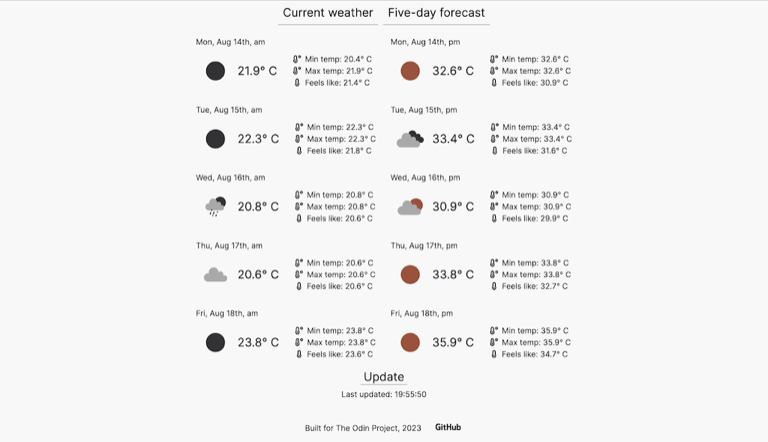 Current weather Five-day forecast
Mon, Aug 14th, am
21.9° C
Min temp: 20.4° C
Max temp: 21.9° C
Feels like: 21.4° C
Mon, Aug 14th, pm
32.6° C
Min temp: 32.6° C
Max temp: 32.6° C
Feels like: 30.9° C
Tue, Aug 15th, am
22.3° C
Min temp: 22.3° C
Max temp: 22.3° C
Feels like: 21.8° C
Tue, Aug 15th, pm
33.4° C
Min temp: 33.4° C
Max temp: 33.4° C
Feels like: 31.6° C
Wed, Aug 16th, am
20.8° C
Min temp: 20.8° C
Max temp: 20.8° C
Feels like: 20.6° C
Wed, Aug 16th, pm
30.9° C
Min temp: 30.9° C
Max temp: 30.9° C
Feels like: 29.9° C
Thu, Aug 17th, am
20.6° C
Min temp: 20.6° C
Max temp: 20.6° C
Feels like: 20.6° C
Thu, Aug 17th, pm
33.8° C
Min temp: 33.8° C
Max temp: 33.8° C
Feels like: 32.7° C
Fri, Aug 18th, am
23.8° C
Min temp: 23.8° C
Max temp: 23.8° C
Feels like: 23.6° C
Fri, Aug 18th, pm
35.9° C
Min temp: 35.9° C
Max temp: 35.9° C
Feels like: 34.7° C
Update
Last updated: 19:55:50
Built for The Odin Project, 2023 GitHub